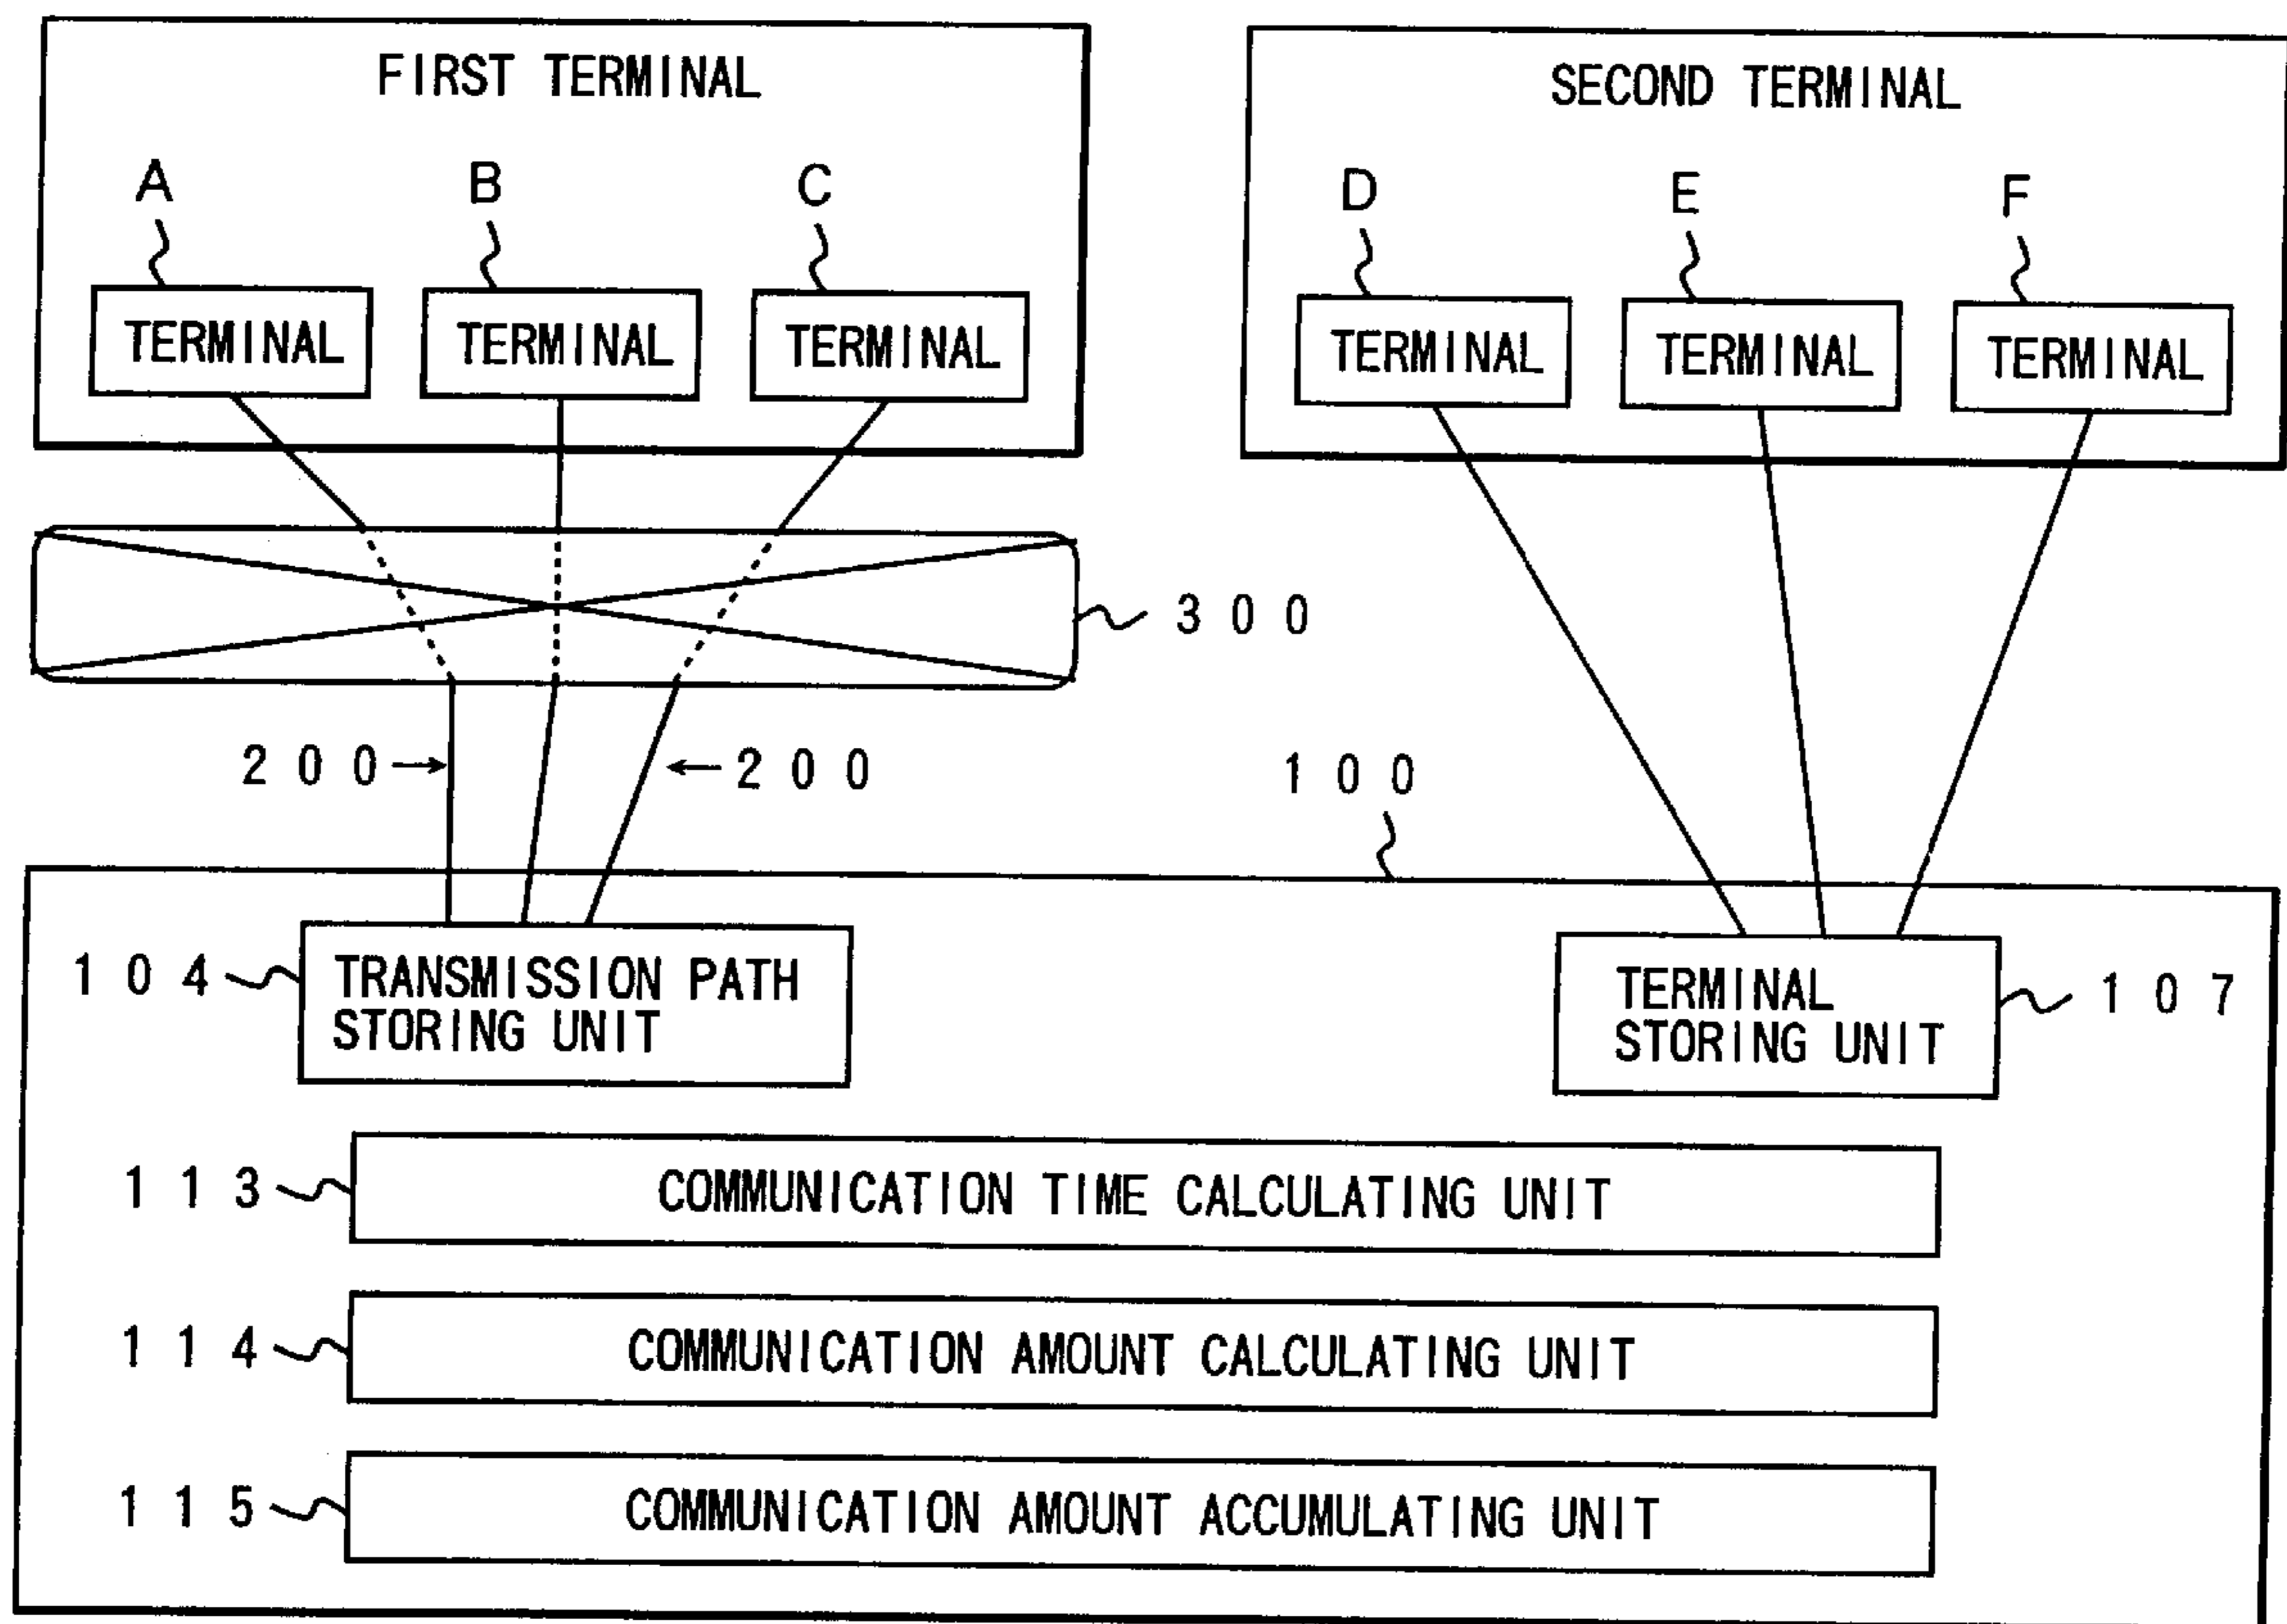 FIRST TERMINAL
SECOND TERMINAL
A
B
C
D
E
F
TERMINAL
TERMINAL
TERMINAL
TERMINAL
TERMINAL
TERMINAL
300
200
200
100
104
TRANSMISSION PATH
STORING UNIT
TERMINAL
STORING UNIT
107
113
COMMUNICATION TIME CALCULATING UNIT
114
COMMUNICATION AMOUNT CALCULATING UNIT
115
COMMUNICATION AMOUNT ACCUMULATING UNIT